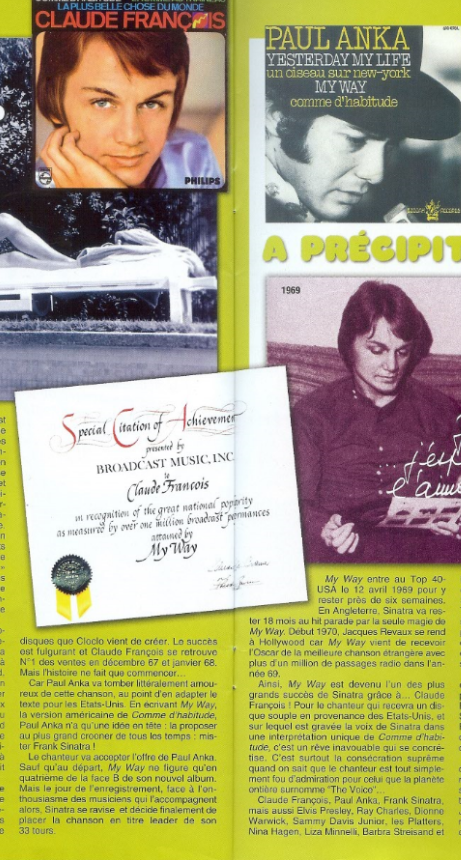 LA PLUS BELLE CHOSE DU MONDE
CLAUDE FRANÇOIS
PHILIPS
PAUL ANKA
YESTERDAY MY LIFE
un oiseau sur new-york
MY WAY
comme d'habitude
A PRÉCIPIT
1969
Special Citation of Achievemen
presented by
BROADCAST MUSIC, INC
to
Claude Francois
in recognition of the great national popularity
as measured by over one million broadcast performances
attained by
My Way
disques que Cloclo vient de créer. Le succès
est fulgurant et Claude François se retrouve
N°1 des ventes en décembre 67 et janvier 68.
Mais l'histoire ne fait que commencer…
Car Paul Anka va tomber littéralement amou-
reux de cette chanson, au point d'en adapter le
texte pour les Etats-Unis. En écrivant My Way,
la version américaine de Comme d'habitude,
Paul Anka n'a qu'une idée en tête : la proposer
au plus grand crooner de tous les temps : mis-
ter Frank Sinatra !
Le chanteur va accepter l'offre de Paul Anka.
Sauf qu'au départ, My Way ne figure qu'en
quatrième de la face B de son nouvel album.
Mais le jour de l'enregistrement, face à l'en-
thousiasme des musiciens qui l'accompagnent
alors, Sinatra se ravise et décide finalement de
placer la chanson en titre leader de son
33 tours.
My Way entre au Top 40-
USA le 12 avril 1969 pour y
rester près de six semaines.
En Angleterre, Sinatra va res-
ter 18 mois au hit parade par la seule magie de
My Way. Début 1970, Jacques Revaux se rend
à Hollywood car My Way vient de recevoir
l'Oscar de la meilleure chanson étrangère avec
plus d'un million de passages radio dans l'an-
née 69.
Ainsi, My Way est devenu l'un des plus
grands succès de Sinatra grâce à… Claude
François ! Pour le chanteur qui recevra un dis-
que souple en provenance des Etats-Unis, et
sur lequel est gravée la voix de Sinatra dans
une interprétation unique de Comme d'habi-
tude, c'est un rêve inavouable qui se concré-
tise. C'est surtout la consécration suprême
quand on sait que le chanteur est tout simple-
ment fou d'admiration pour celui que la planète
entière surnomme "The Voice"…
Claude François, Paul Anka, Frank Sinatra,
mais aussi Elvis Presley, Ray Charles, Dionne
Warwick, Sammy Davis Junior, les Platters,
Nina Hagen, Liza Minnelli, Barbra Streisand et